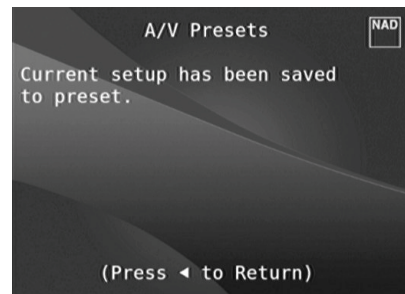 A/V Presets
NAD
Current setup has been saved
to preset.
(Press ◄ to Return)